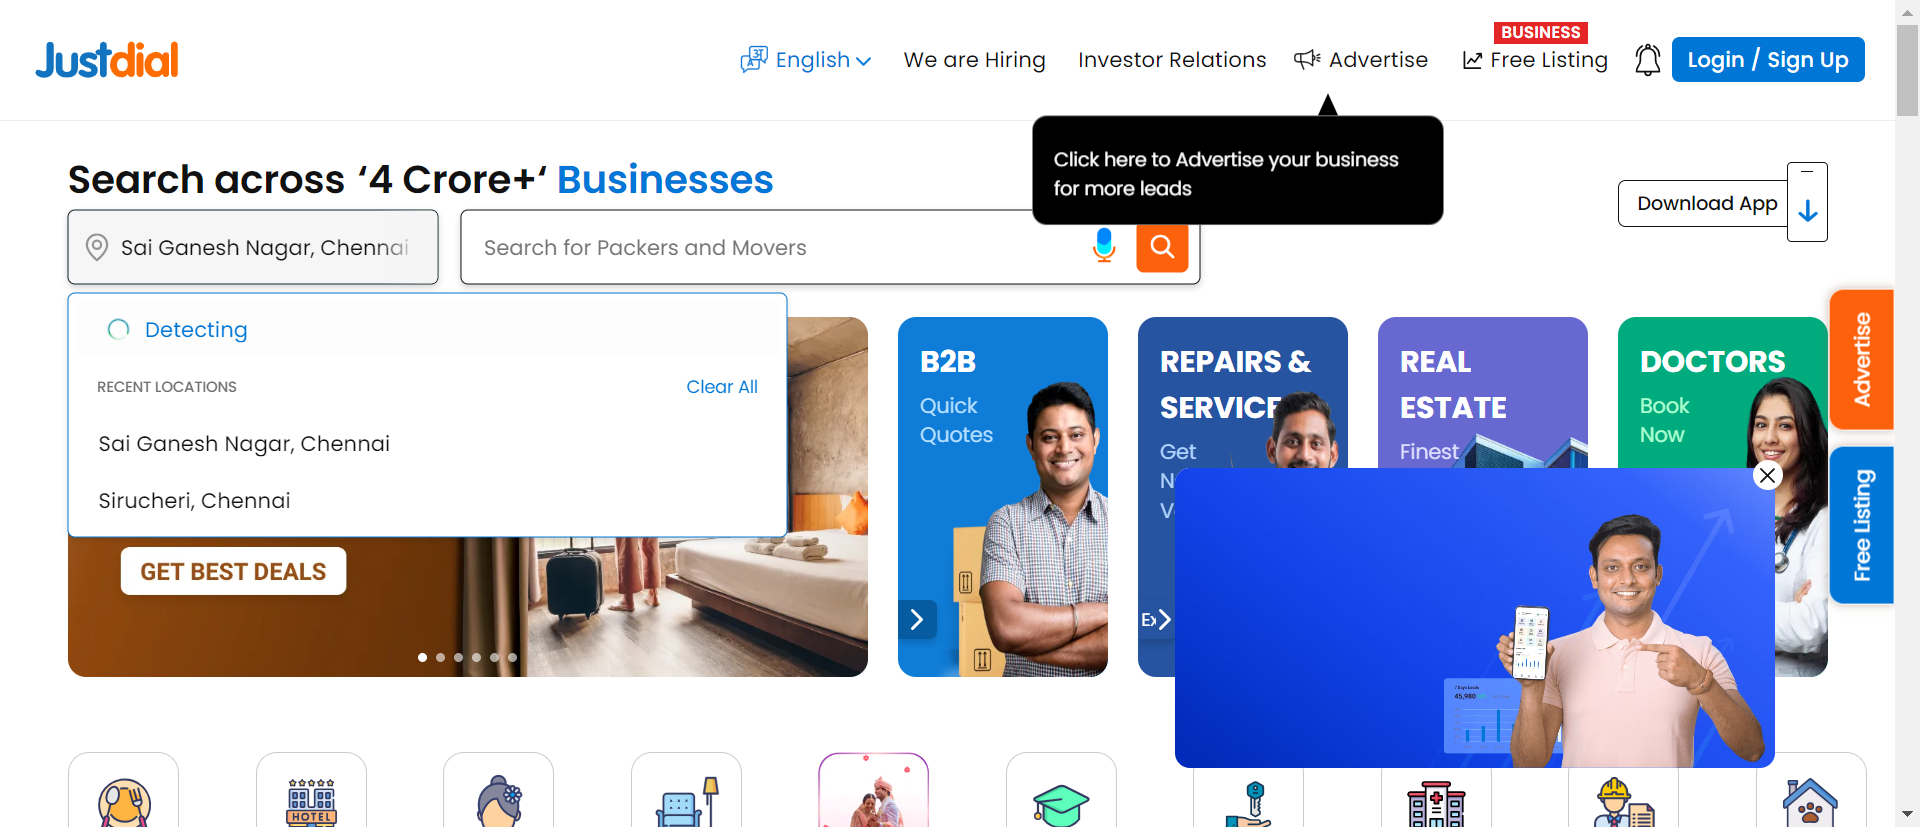 Justdial
English
We are Hiring
Investor Relations
Advertise
BUSINESS
Free Listing
Login / Sign Up
Click here to Advertise your business
for more leads
Search across ‘4 Crore+‘ Businesses
Download App
Sai Ganesh Nagar, Chennai
Search for Packers and Movers
Detecting
RECENT LOCATIONS
Clear All
Sai Ganesh Nagar, Chennai
Sirucheri, Chennai
GET BEST DEALS
B2B
Quick
Quotes
REPAIRS &
SERVICE
Get
REAL
ESTATE
Finest
DOCTORS
Book
Now
Advertise
Free Listing
45,980
HOTEL